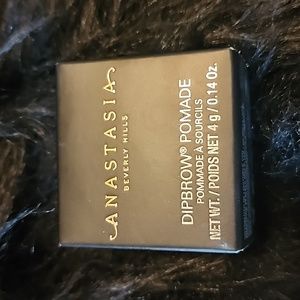 ANASTASIA
BEVERLY HILLS
DIPBROW® POMADE
POMMADE À SOURCILS
NET WT. / POIDS NET 4 g / 0.14 Oz.